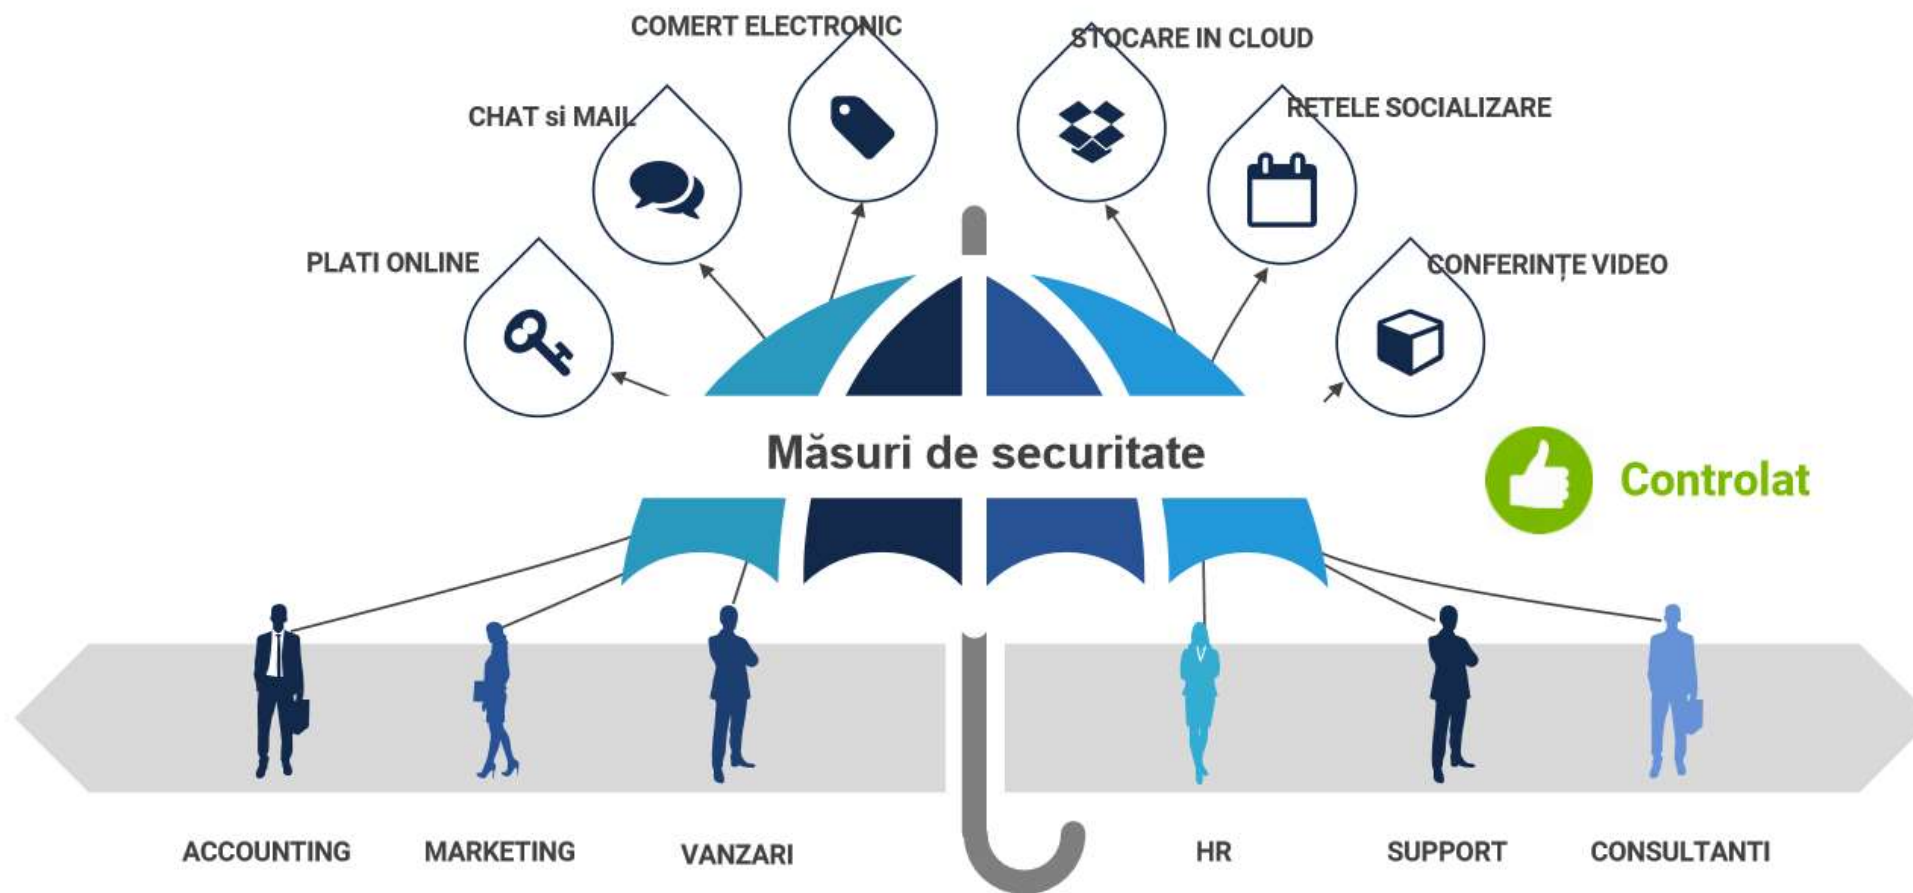 COMERT ELECTRONIC
STOCARE IN CLOUD
CHAT si MAIL
RETELE SOCIALIZARE
PLATI ONLINE
CONFERINȚE VIDEO
Măsuri de securitate
Controlat
ACCOUNTING
MARKETING
VANZARI
HR
SUPPORT
CONSULTANTI